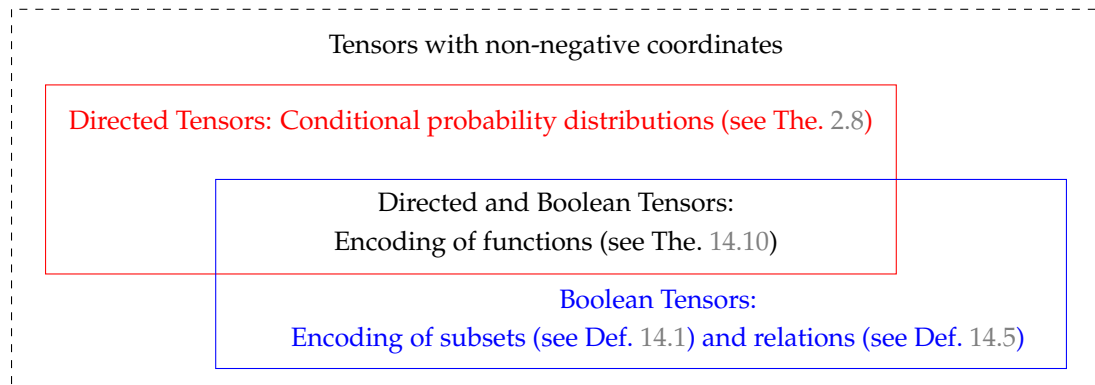 Tensors with non-negative coordinates
Directed Tensors: Conditional probability distributions (see The. 2.8)
Directed and Boolean Tensors:
Encoding of functions (see The. 14.10)
Boolean Tensors:
Encoding of subsets (see Def. 14.1) and relations (see Def. 14.5)